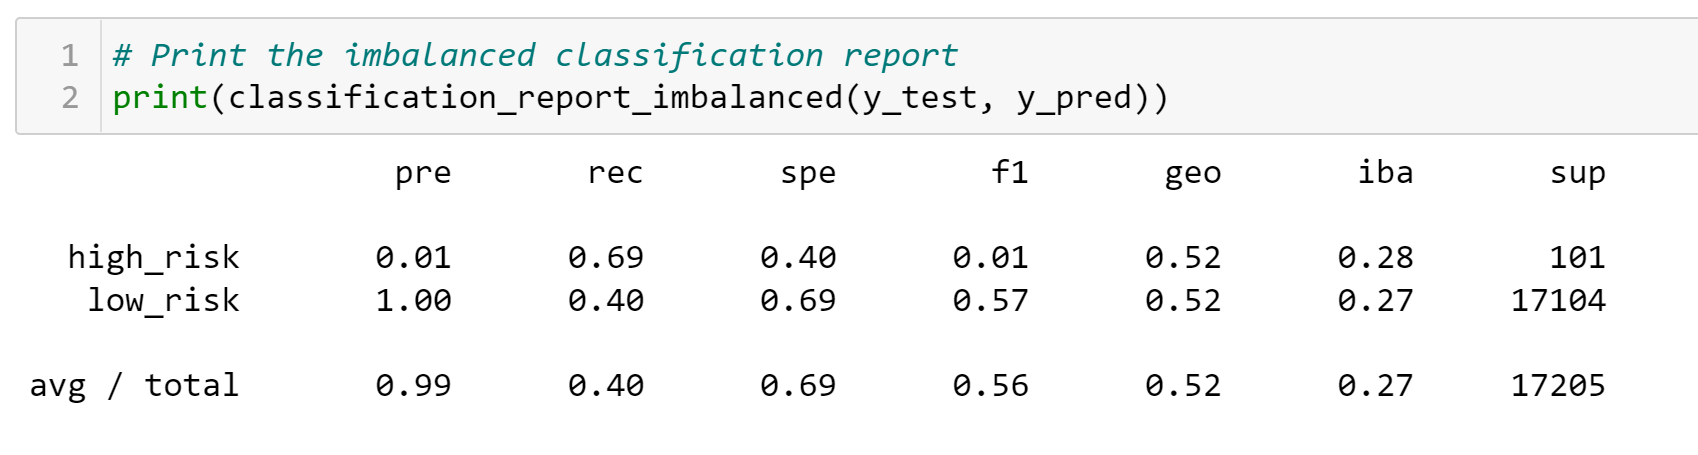 1 # Print the imbalanced classification report
2 print(classification_report_imbalanced(y_test, y_pred))
pre rec spe f1 geo iba sup
high_risk 0.01 0.69 0.40 0.01 0.52 0.28 101
low_risk 1.00 0.40 0.69 0.57 0.52 0.27 17104
avg / total 0.99 0.40 0.69 0.56 0.52 0.27 17205